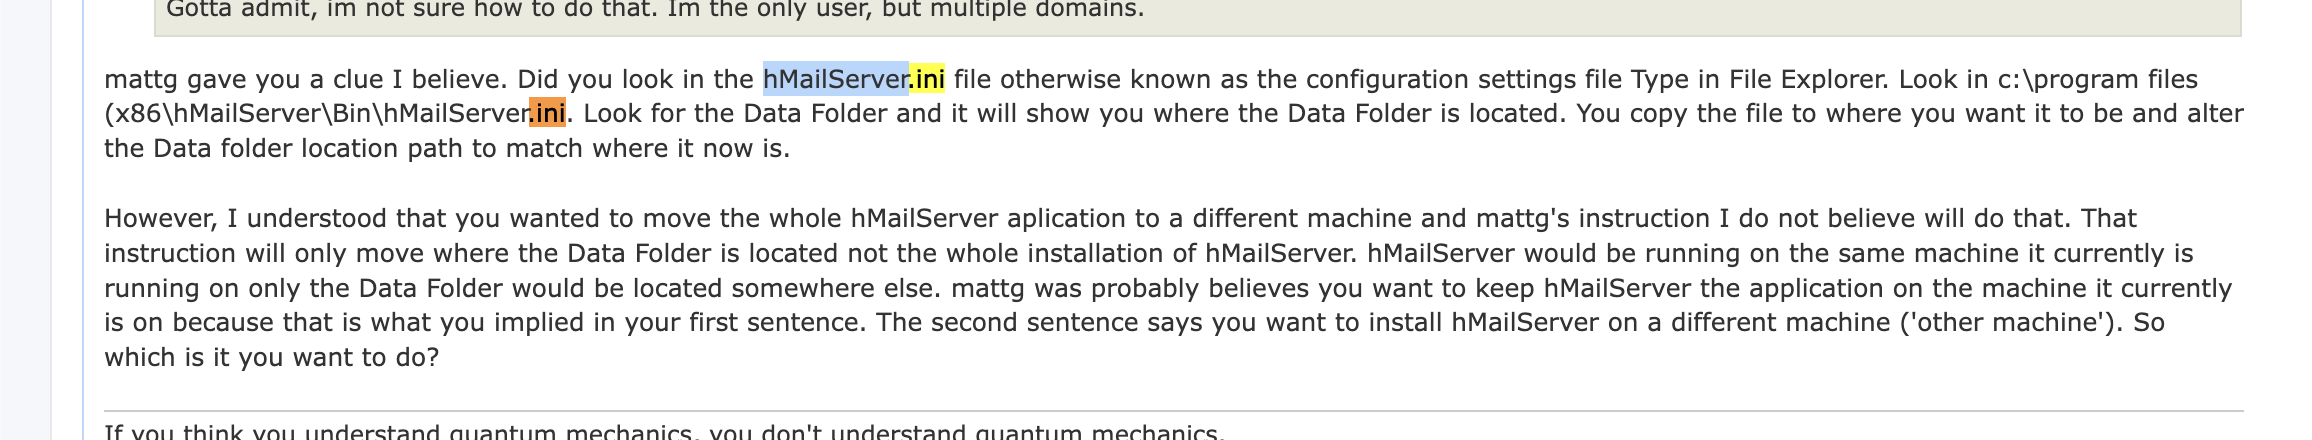 Gotta admit, im not sure how to do that. Im the only user, but multiple domains.
mattg gave you a clue I believe. Did you look in the hMailServer.ini file otherwise known as the configuration settings file Type in File Explorer. Look in c:\program files
(x86\hMailServer\Bin\hMailServer.ini. Look for the Data Folder and it will show you where the Data Folder is located. You copy the file to where you want it to be and alter
the Data folder location path to match where it now is.
However, I understood that you wanted to move the whole hMailServer aplication to a different machine and mattg's instruction I do not believe will do that. That
instruction will only move where the Data Folder is located not the whole installation of hMailServer. hMailServer would be running on the same machine it currently is
running on only the Data Folder would be located somewhere else. mattg was probably believes you want to keep hMailServer the application on the machine it currently
is on because that is what you implied in your first sentence. The second sentence says you want to install hMailServer on a different machine ('other machine'). So
which is it you want to do?
If you think you understand quantum mechanics, you don't understand quantum mechanics.